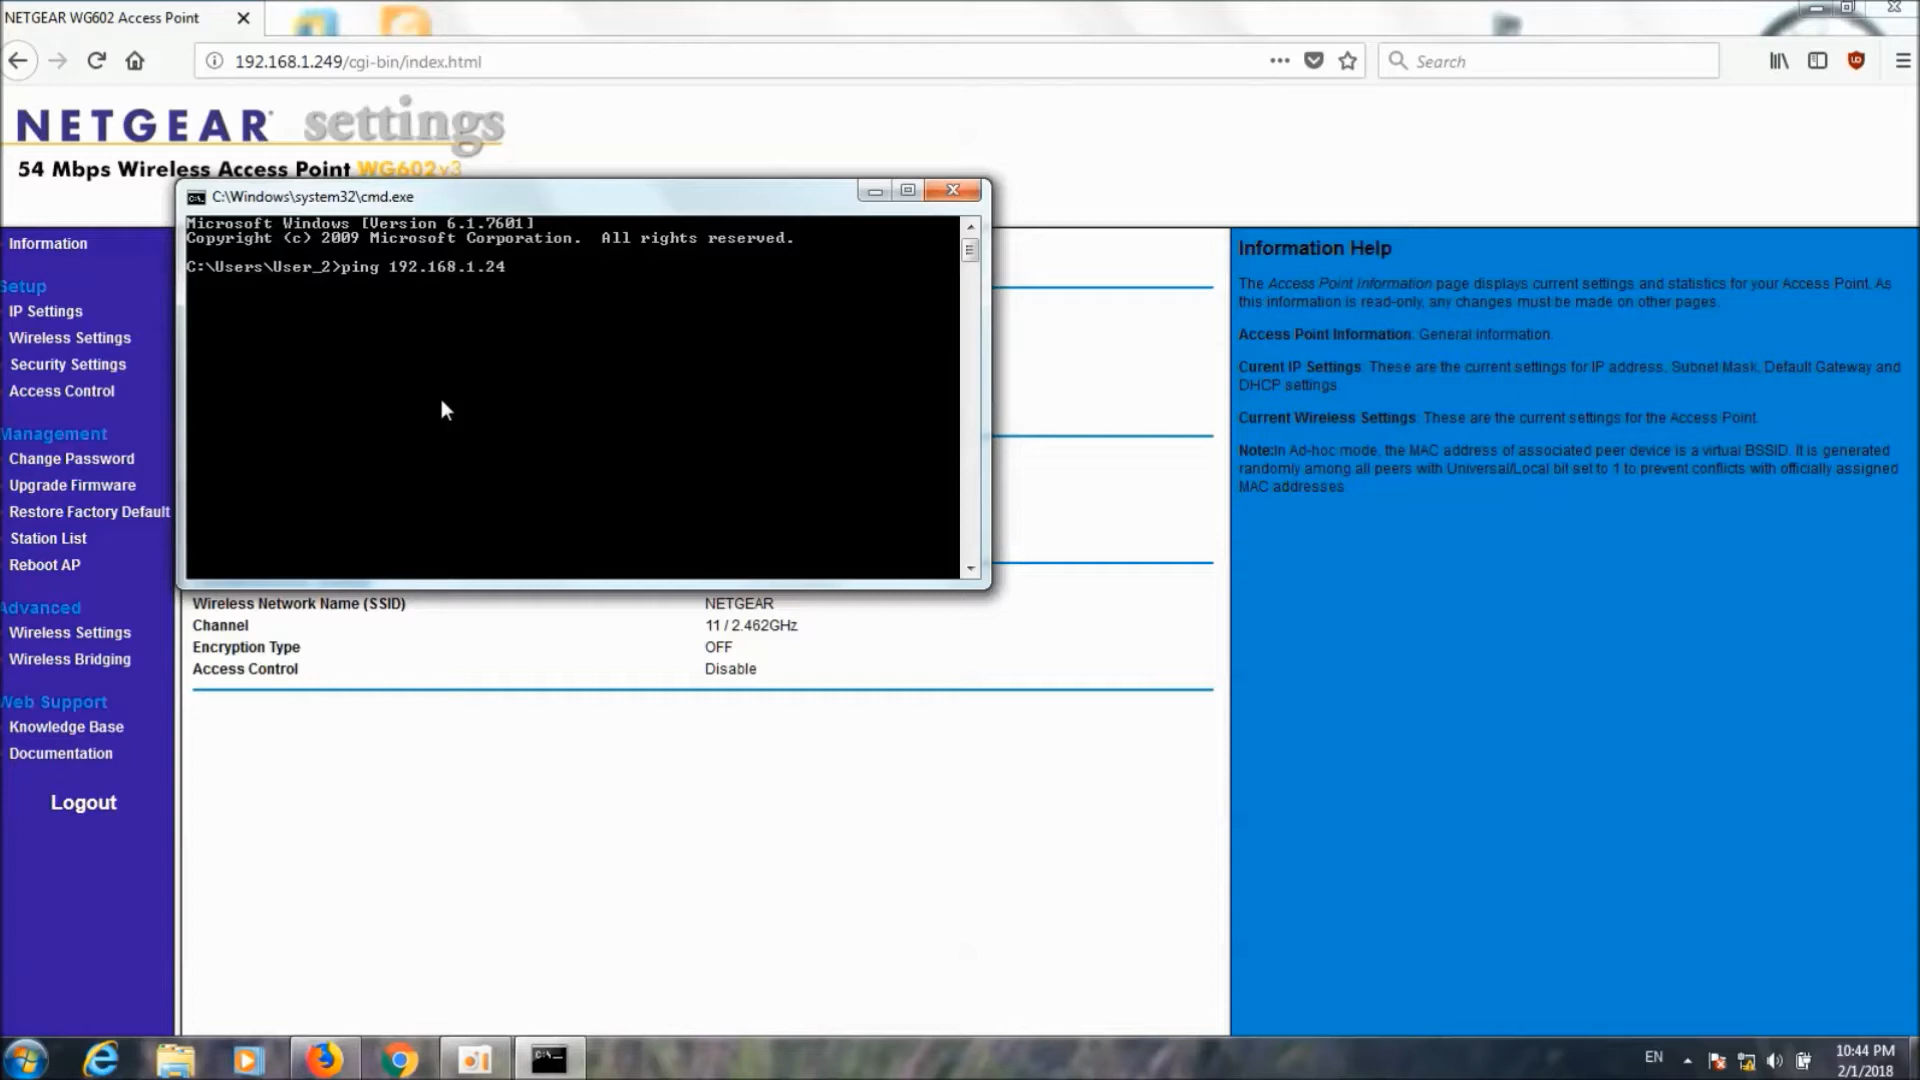 NETGEAR WG602 Access Point
192.168.1.249/cgi-bin/index.html
Search
NETGEAR settings
54 Mbps Wireless Access Point WG602v3
C:\Windows\system32\cmd.exe
Microsoft Windows [Version 6.1.7601]
Copyright (c) 2009 Microsoft Corporation. All rights reserved.
C:\Users\User_2>ping 192.168.1.24
Information
Setup
IP Settings
Wireless Settings
Security Settings
Access Control
Management
Change Password
Upgrade Firmware
Restore Factory Default
Station List
Reboot AP
Advanced
Wireless Settings
Wireless Bridging
Web Support
Knowledge Base
Documentation
Logout
Wireless Network Name (SSID) NETGEAR
Channel 11 / 2.462GHz
Encryption Type OFF
Access Control Disable
Information Help
The Access Point Information page displays current settings and statistics for your Access Point. As
this information is read-only, any changes must be made on other pages.
Access Point Information: General information.
Curent IP Settings: These are the current settings for IP address, Subnet Mask, Default Gateway and
DHCP settings.
Current Wireless Settings: These are the current settings for the Access Point.
Note:In Ad-hoc mode, the MAC address of associated peer device is a virtual BSSID. It is generated
randomly among all peers with Universal/Local bit set to 1 to prevent conflicts with officially assigned
MAC addresses.
EN
10:44 PM
2/1/2018